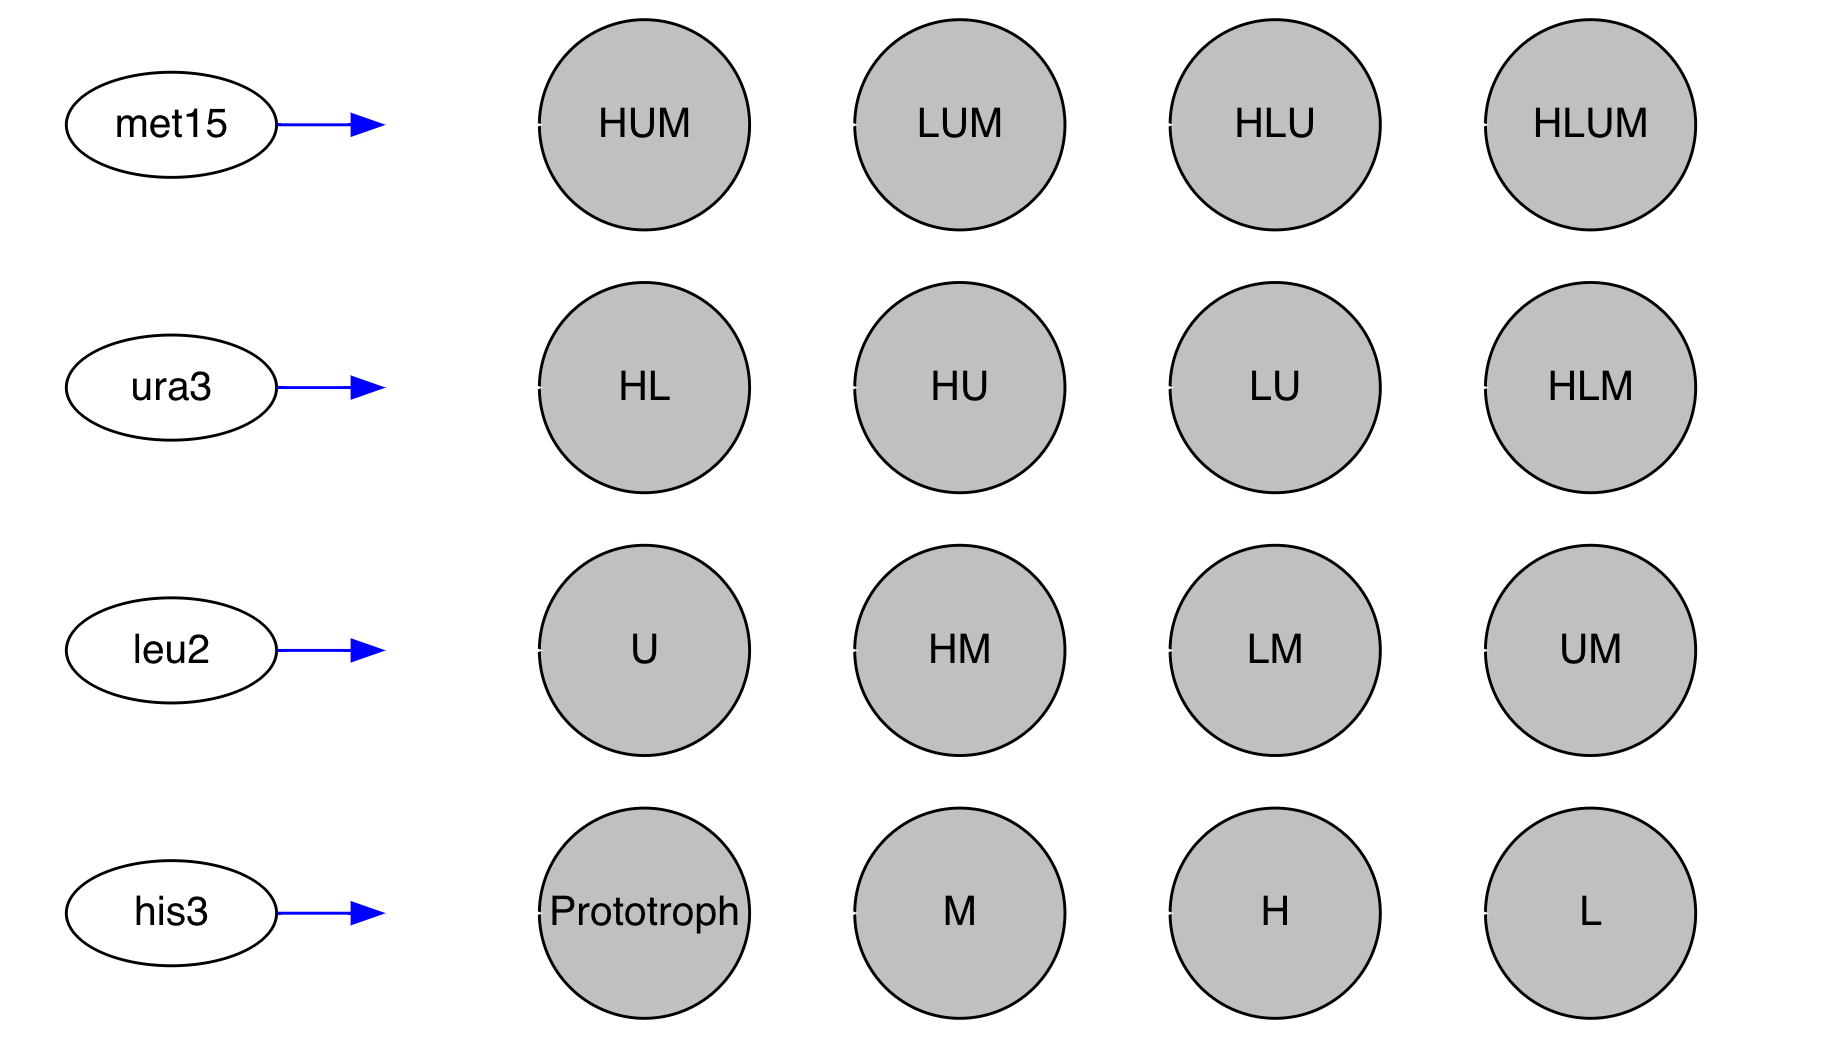 met15 HUM LUM HLU HLUM
ura3 HL HU LU HLM
leu2 U HM LM UM
his3 Prototroph M H L